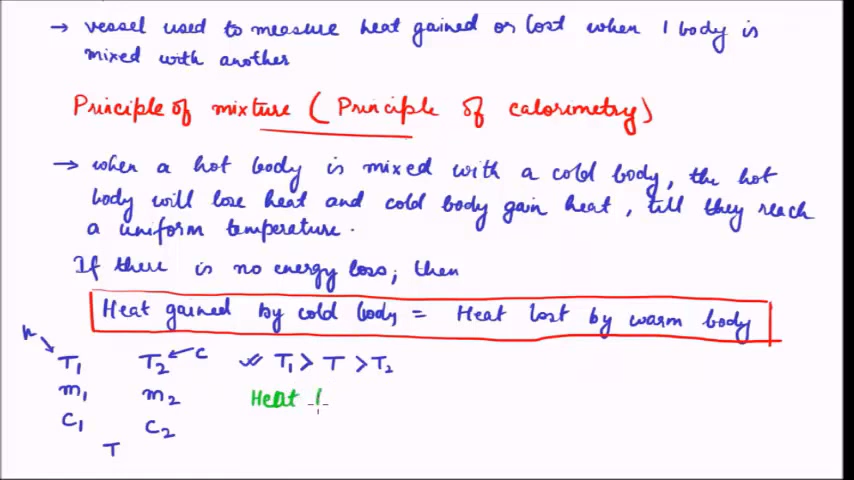 → vessel used to measure heat gained or lost when 1 body is
mixed with another
Principle of mixture (Principle of calorimetry)
→ when a hot body is mixed with a cold body, the hot
body will lose heat and cold body gain heat, till they reach
a uniform temperature.
If there is no energy loss, then
Heat gained by cold body = Heat lost by warm body
h
T₁ T₂ ← c ✓ T₁ > T > T₂
m₁ m₂ Heat l
C₁ C₂
T